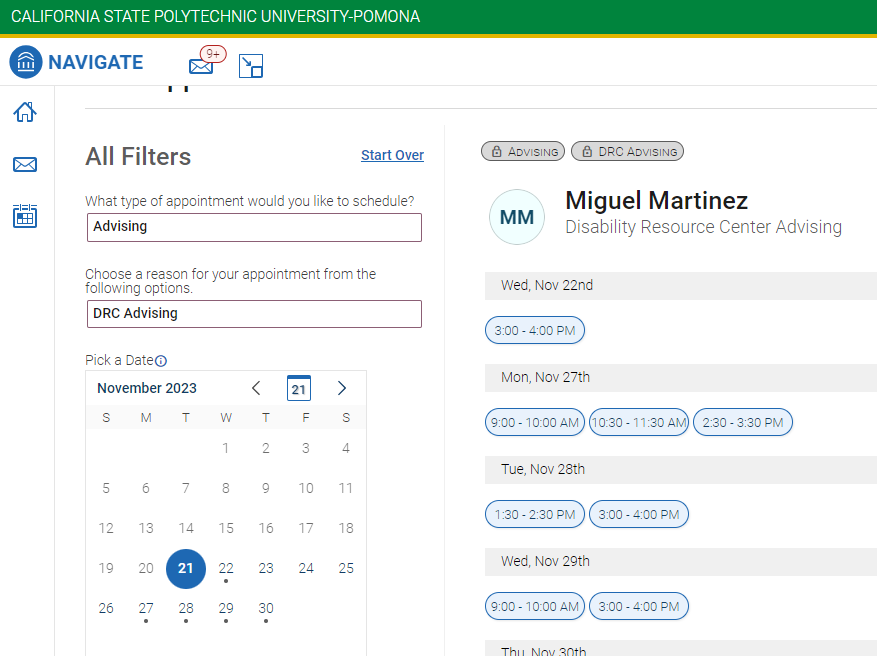 CALIFORNIA STATE POLYTECHNIC UNIVERSITY-POMONA
NAVIGATE
9+
All Filters
Start Over
What type of appointment would you like to schedule?
Advising
Choose a reason for your appointment from the
following options.
DRC Advising
Pick a Date
November 2023
21
S M T W T F S
1 2 3 4
5 6 7 8 9 10 11
12 13 14 15 16 17 18
19 20 21 22 23 24 25
26 27 28 29 30
ADVISING
DRC ADVISING
MM
Miguel Martinez
Disability Resource Center Advising
Wed, Nov 22nd
3:00 - 4:00 PM
Mon, Nov 27th
9:00 - 10:00 AM 10:30 - 11:30 AM 2:30 - 3:30 PM
Tue, Nov 28th
1:30 - 2:30 PM 3:00 - 4:00 PM
Wed, Nov 29th
9:00 - 10:00 AM 3:00 - 4:00 PM
Thu, Nov 30th